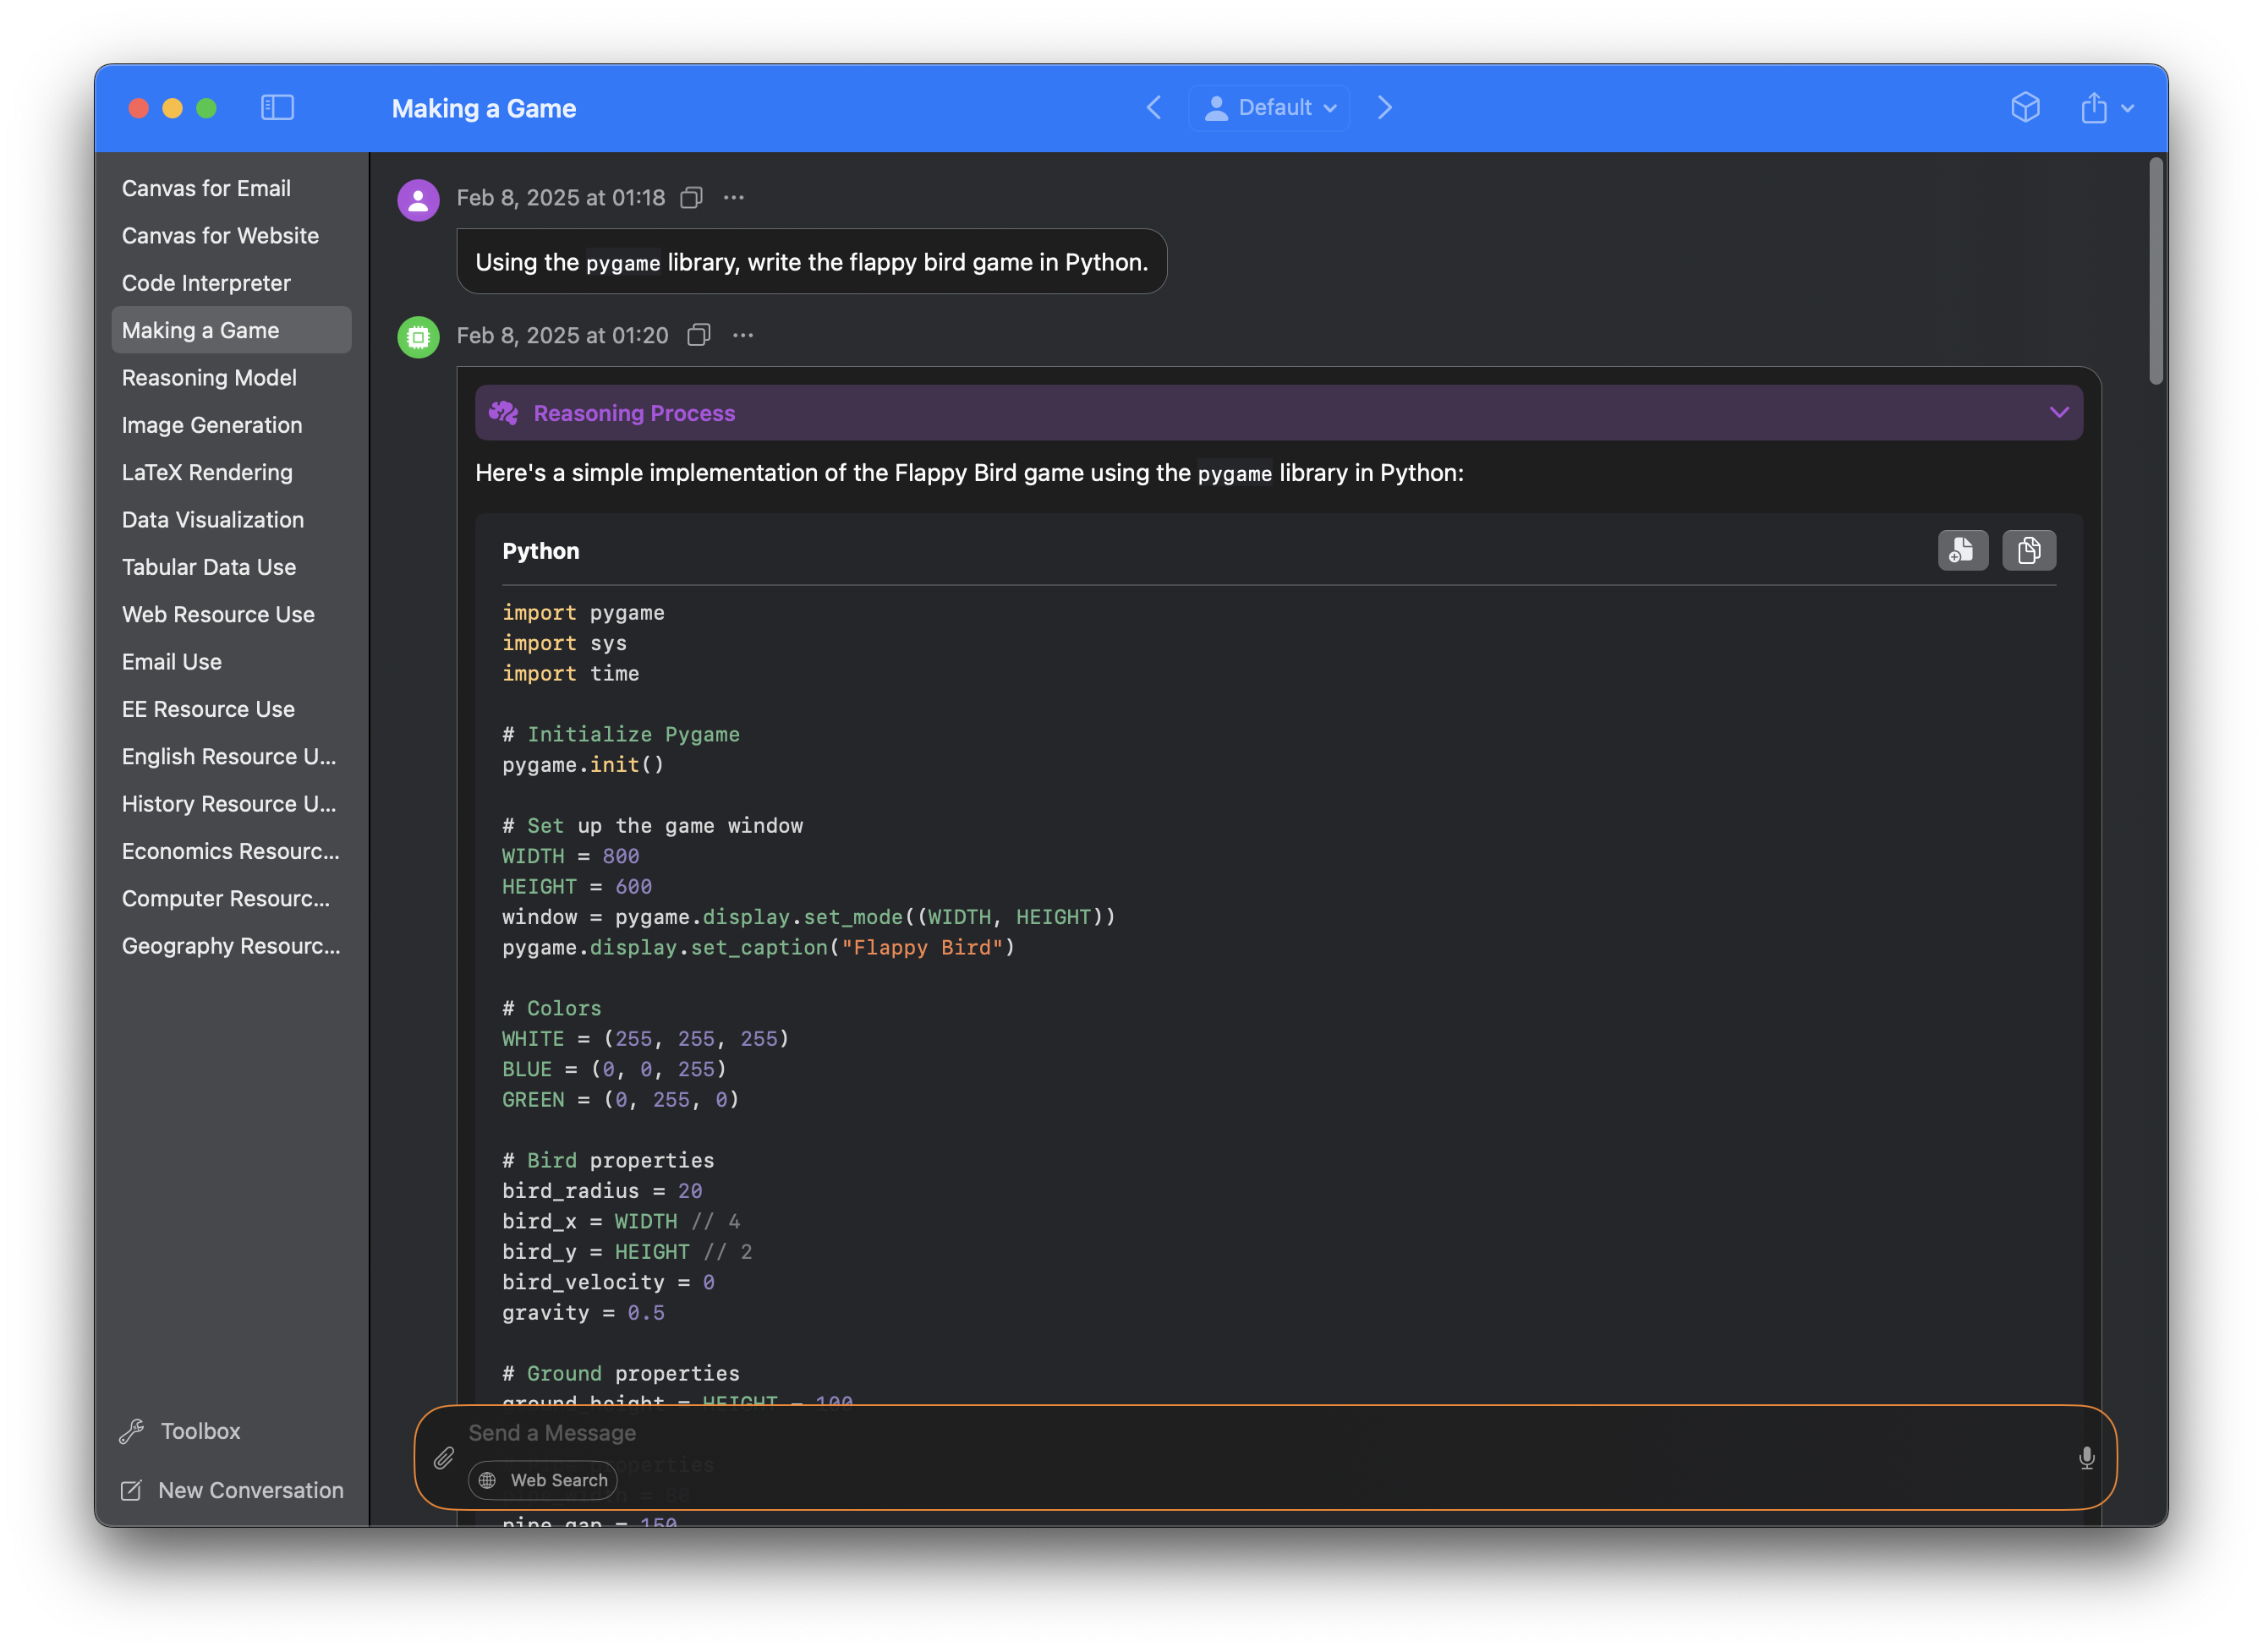 Making a Game
Default
Canvas for Email
Canvas for Website
Code Interpreter
Making a Game
Reasoning Model
Image Generation
LaTeX Rendering
Data Visualization
Tabular Data Use
Web Resource Use
Email Use
EE Resource Use
English Resource U...
History Resource U...
Economics Resourc...
Computer Resourc...
Geography Resourc...
Toolbox
New Conversation
Feb 8, 2025 at 01:18
Using the pygame library, write the flappy bird game in Python.
Feb 8, 2025 at 01:20
Reasoning Process
Here's a simple implementation of the Flappy Bird game using the pygame library in Python:
Python
import pygame
import sys
import time
# Initialize Pygame
pygame.init()
# Set up the game window
WIDTH = 800
HEIGHT = 600
window = pygame.display.set_mode((WIDTH, HEIGHT))
pygame.display.set_caption("Flappy Bird")
# Colors
WHITE = (255, 255, 255)
BLUE = (0, 0, 255)
GREEN = (0, 255, 0)
# Bird properties
bird_radius = 20
bird_x = WIDTH // 4
bird_y = HEIGHT // 2
bird_velocity = 0
gravity = 0.5
# Ground properties
ground_height = HEIGHT - 100
Send a Message
properties
Web Search
= 80
pipe_gap = 150